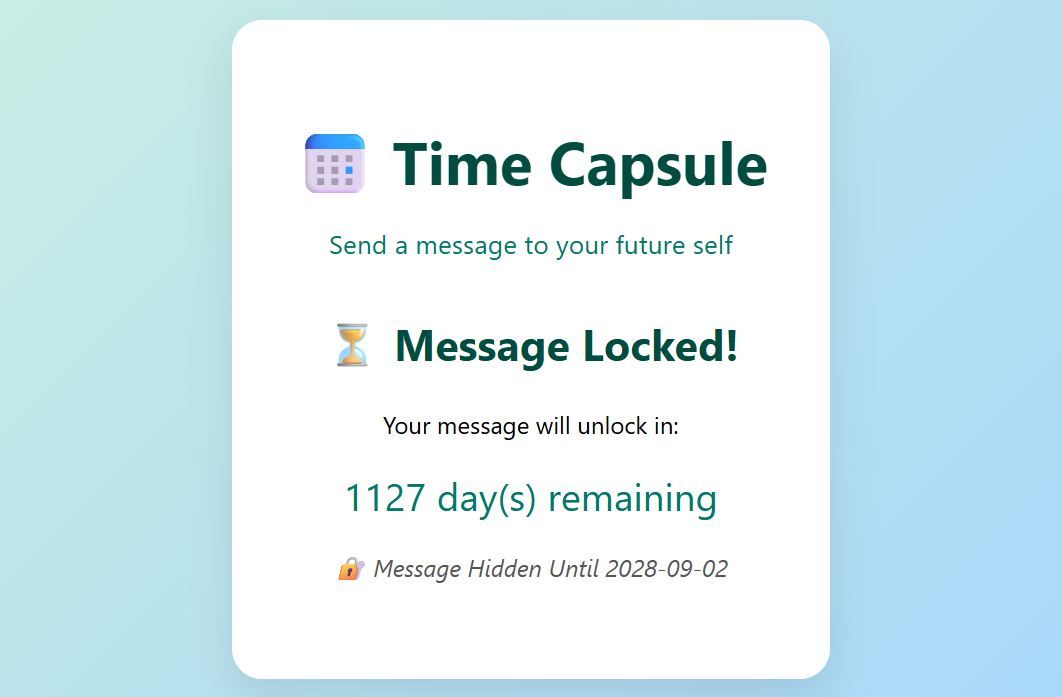 Time Capsule
Send a message to your future self
Message Locked!
Your message will unlock in:
1127 day(s) remaining
Message Hidden Until 2028-09-02